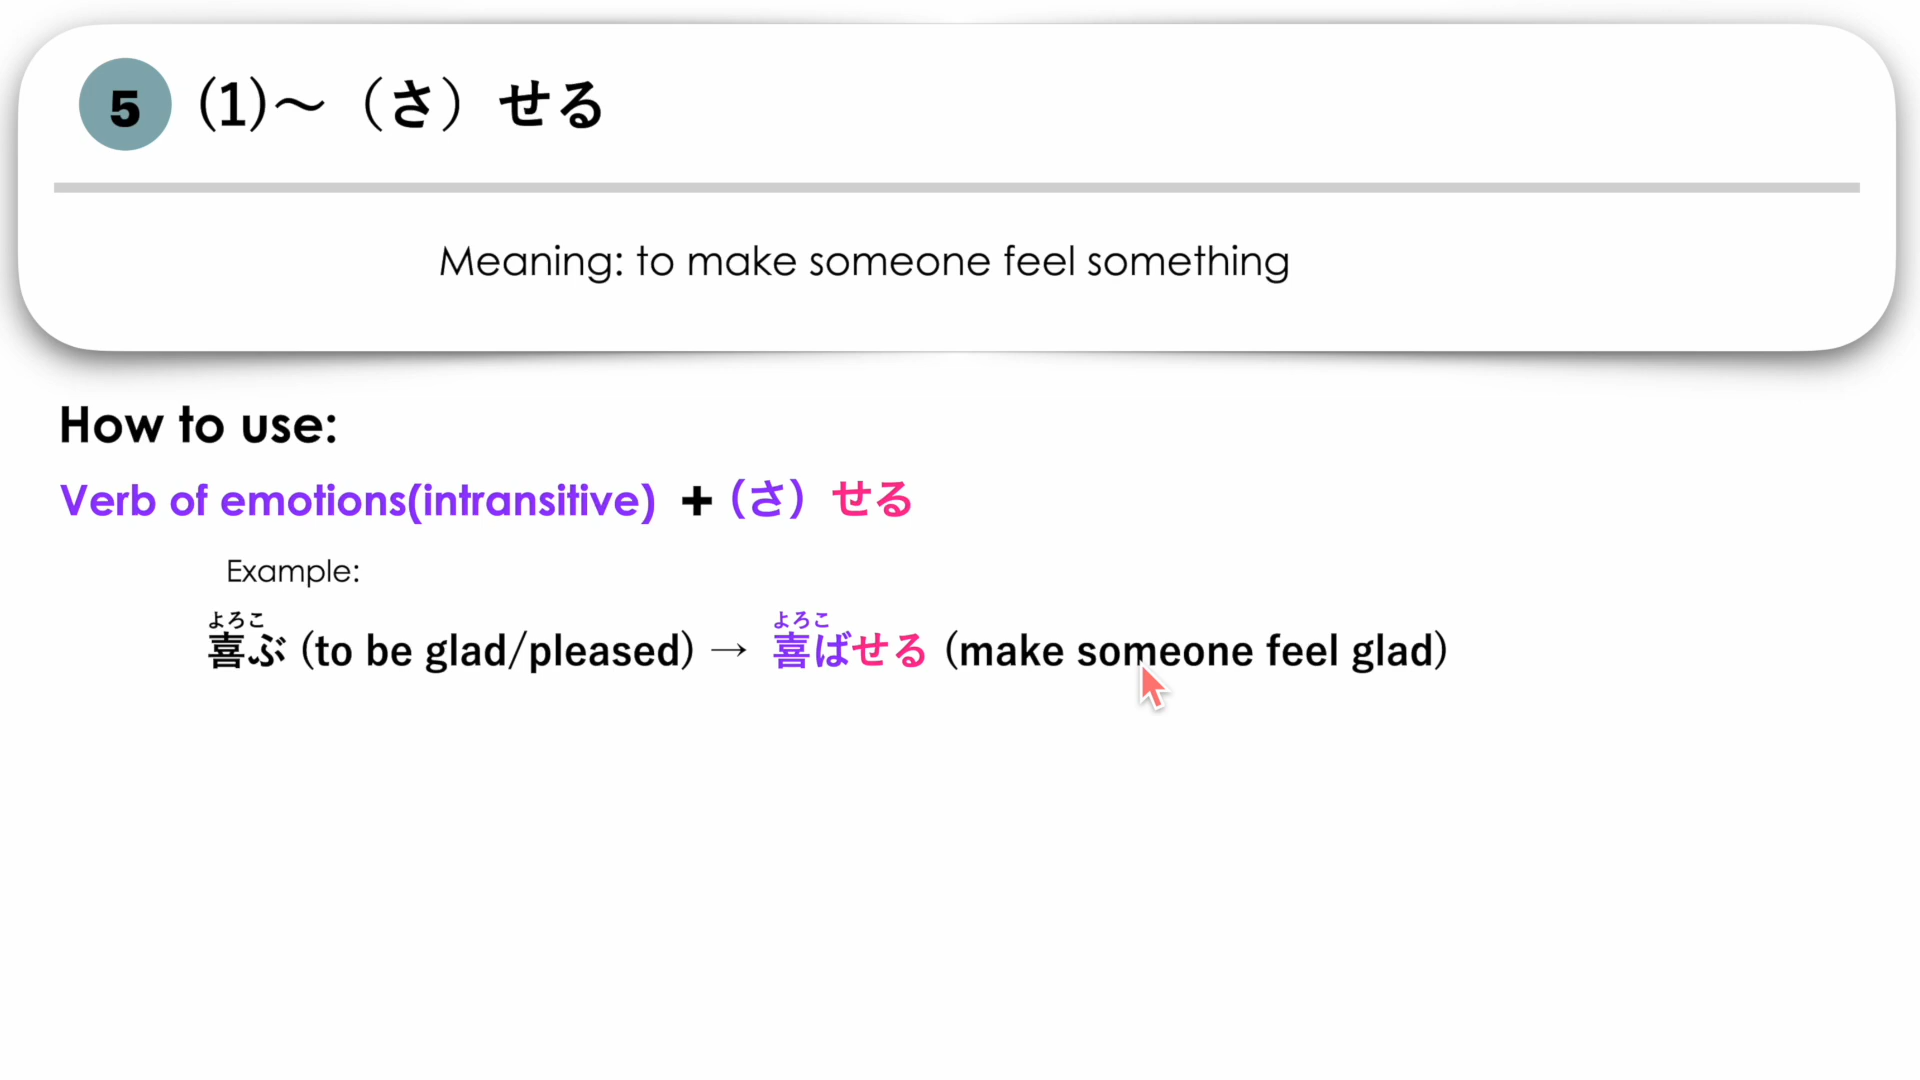 5 (1)～（さ）せる
Meaning: to make someone feel something
How to use:
Verb of emotions(intransitive) +（さ）せる
Example:
よろこ よろこ
喜ぶ (to be glad/pleased) → 喜ばせる (make someone feel glad)